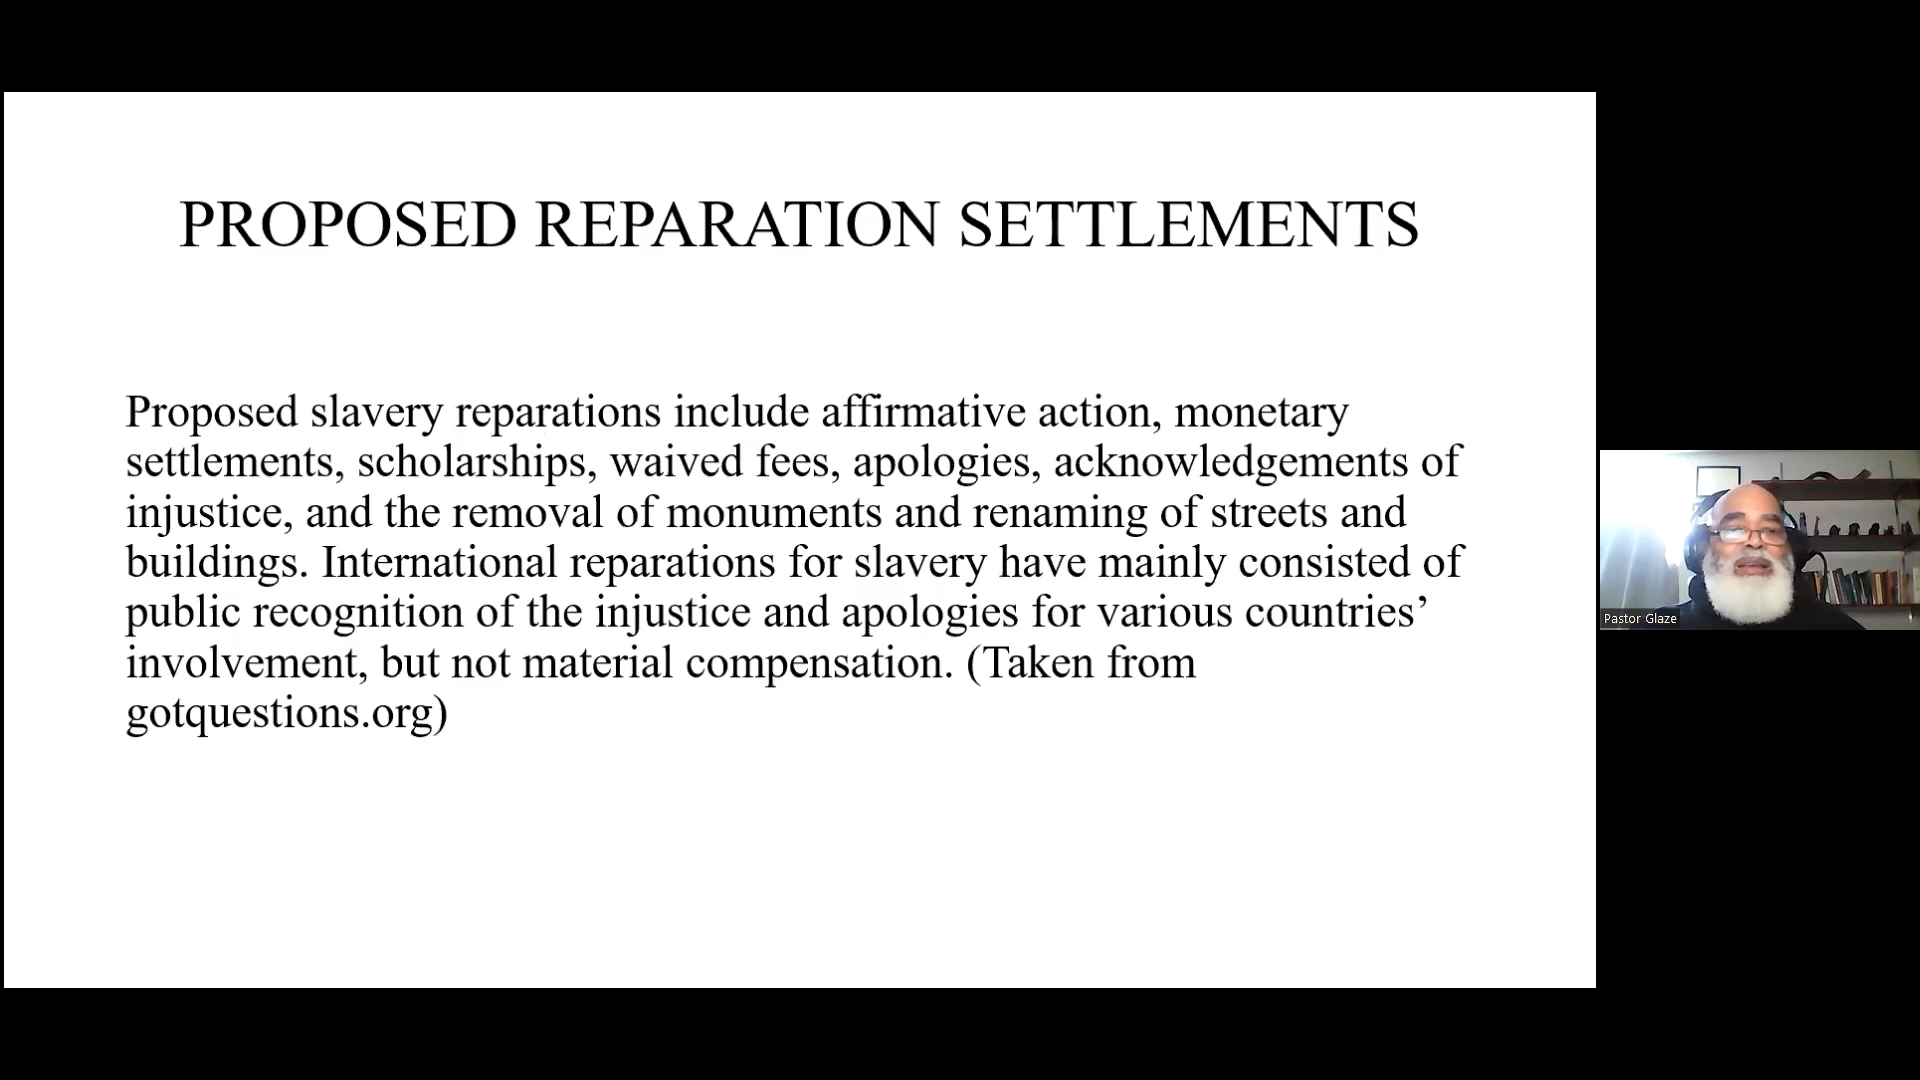 PROPOSED REPARATION SETTLEMENTS
Proposed slavery reparations include affirmative action, monetary
settlements, scholarships, waived fees, apologies, acknowledgements of
injustice, and the removal of monuments and renaming of streets and
buildings. International reparations for slavery have mainly consisted of
public recognition of the injustice and apologies for various countries’
involvement, but not material compensation. (Taken from
gotquestions.org)
Pastor Glaze